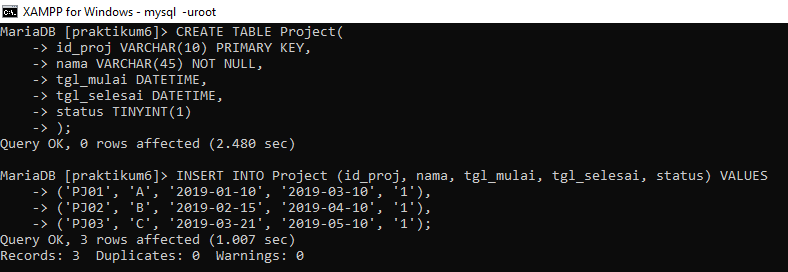 XAMPP for Windows - mysql  -uroot
MariaDB [praktikum6]> CREATE TABLE Project(
    -> id_proj VARCHAR(10) PRIMARY KEY,
    -> nama VARCHAR(45) NOT NULL,
    -> tgl_mulai DATETIME,
    -> tgl_selesai DATETIME,
    -> status TINYINT(1)
    -> );
Query OK, 0 rows affected (2.480 sec)

MariaDB [praktikum6]> INSERT INTO Project (id_proj, nama, tgl_mulai, tgl_selesai, status) VALUES
    -> ('PJ01', 'A', '2019-01-10', '2019-03-10', '1'),
    -> ('PJ02', 'B', '2019-02-15', '2019-04-10', '1'),
    -> ('PJ03', 'C', '2019-03-21', '2019-05-10', '1');
Query OK, 3 rows affected (1.007 sec)
Records: 3  Duplicates: 0  Warnings: 0